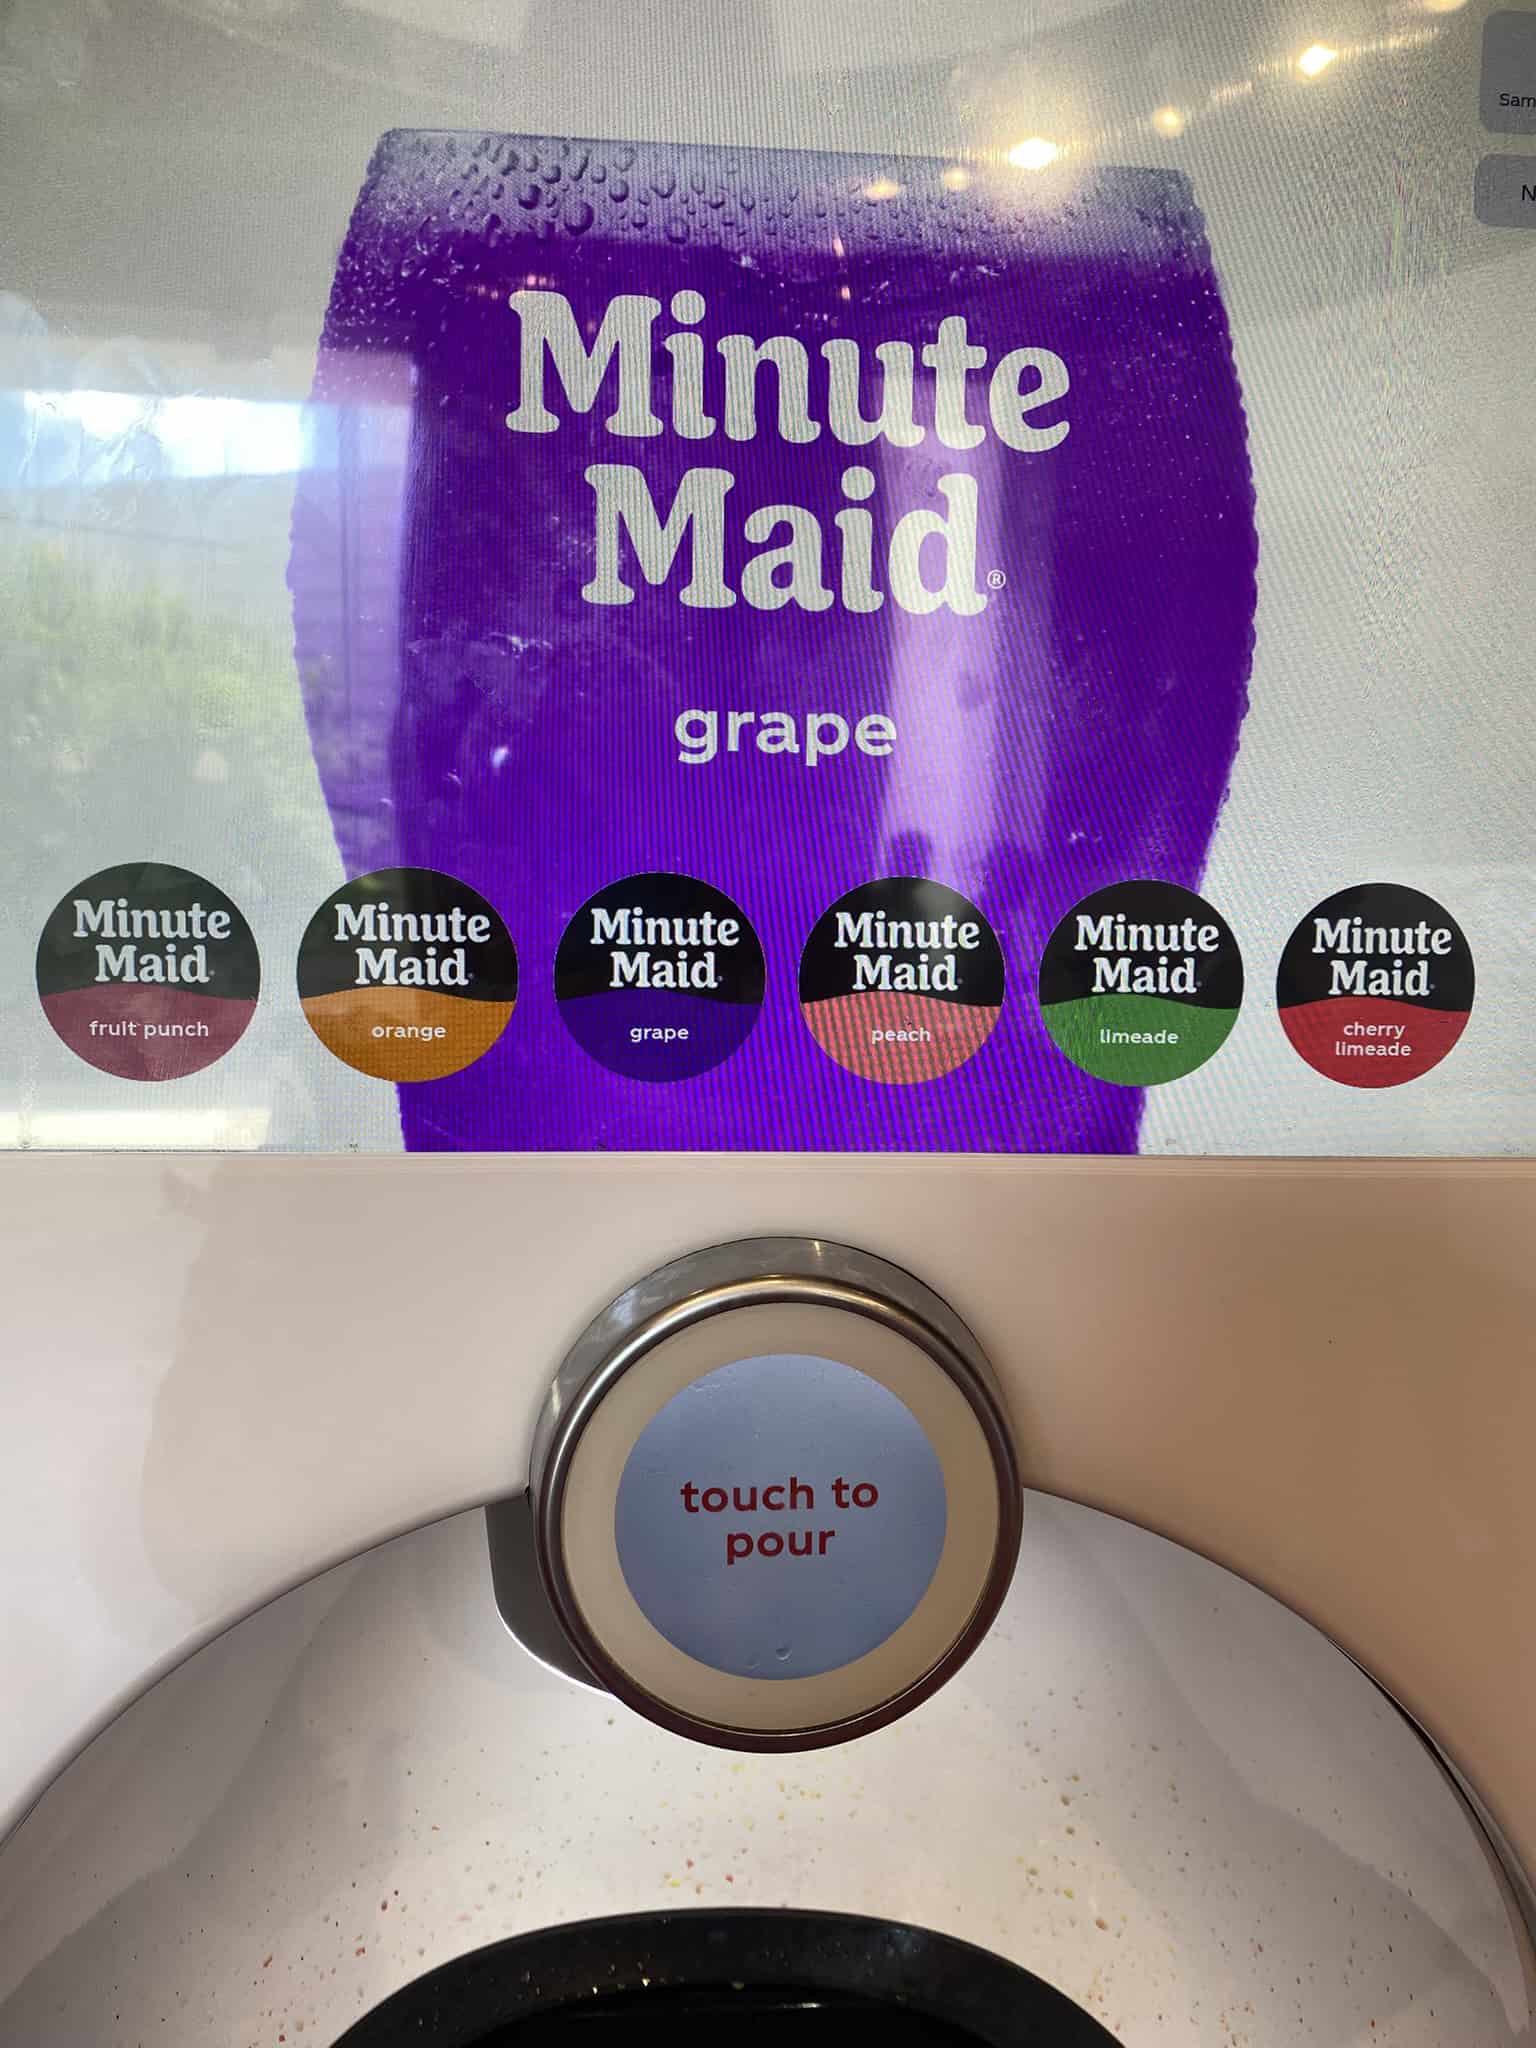 Sam
N
Minute
Maid®
grape
Minute
Maid
fruit punch
Minute
Maid
orange
Minute
Maid
grape
Minute
Maid
peach
Minute
Maid
limeade
Minute
Maid
cherry
limeade
touch to
pour